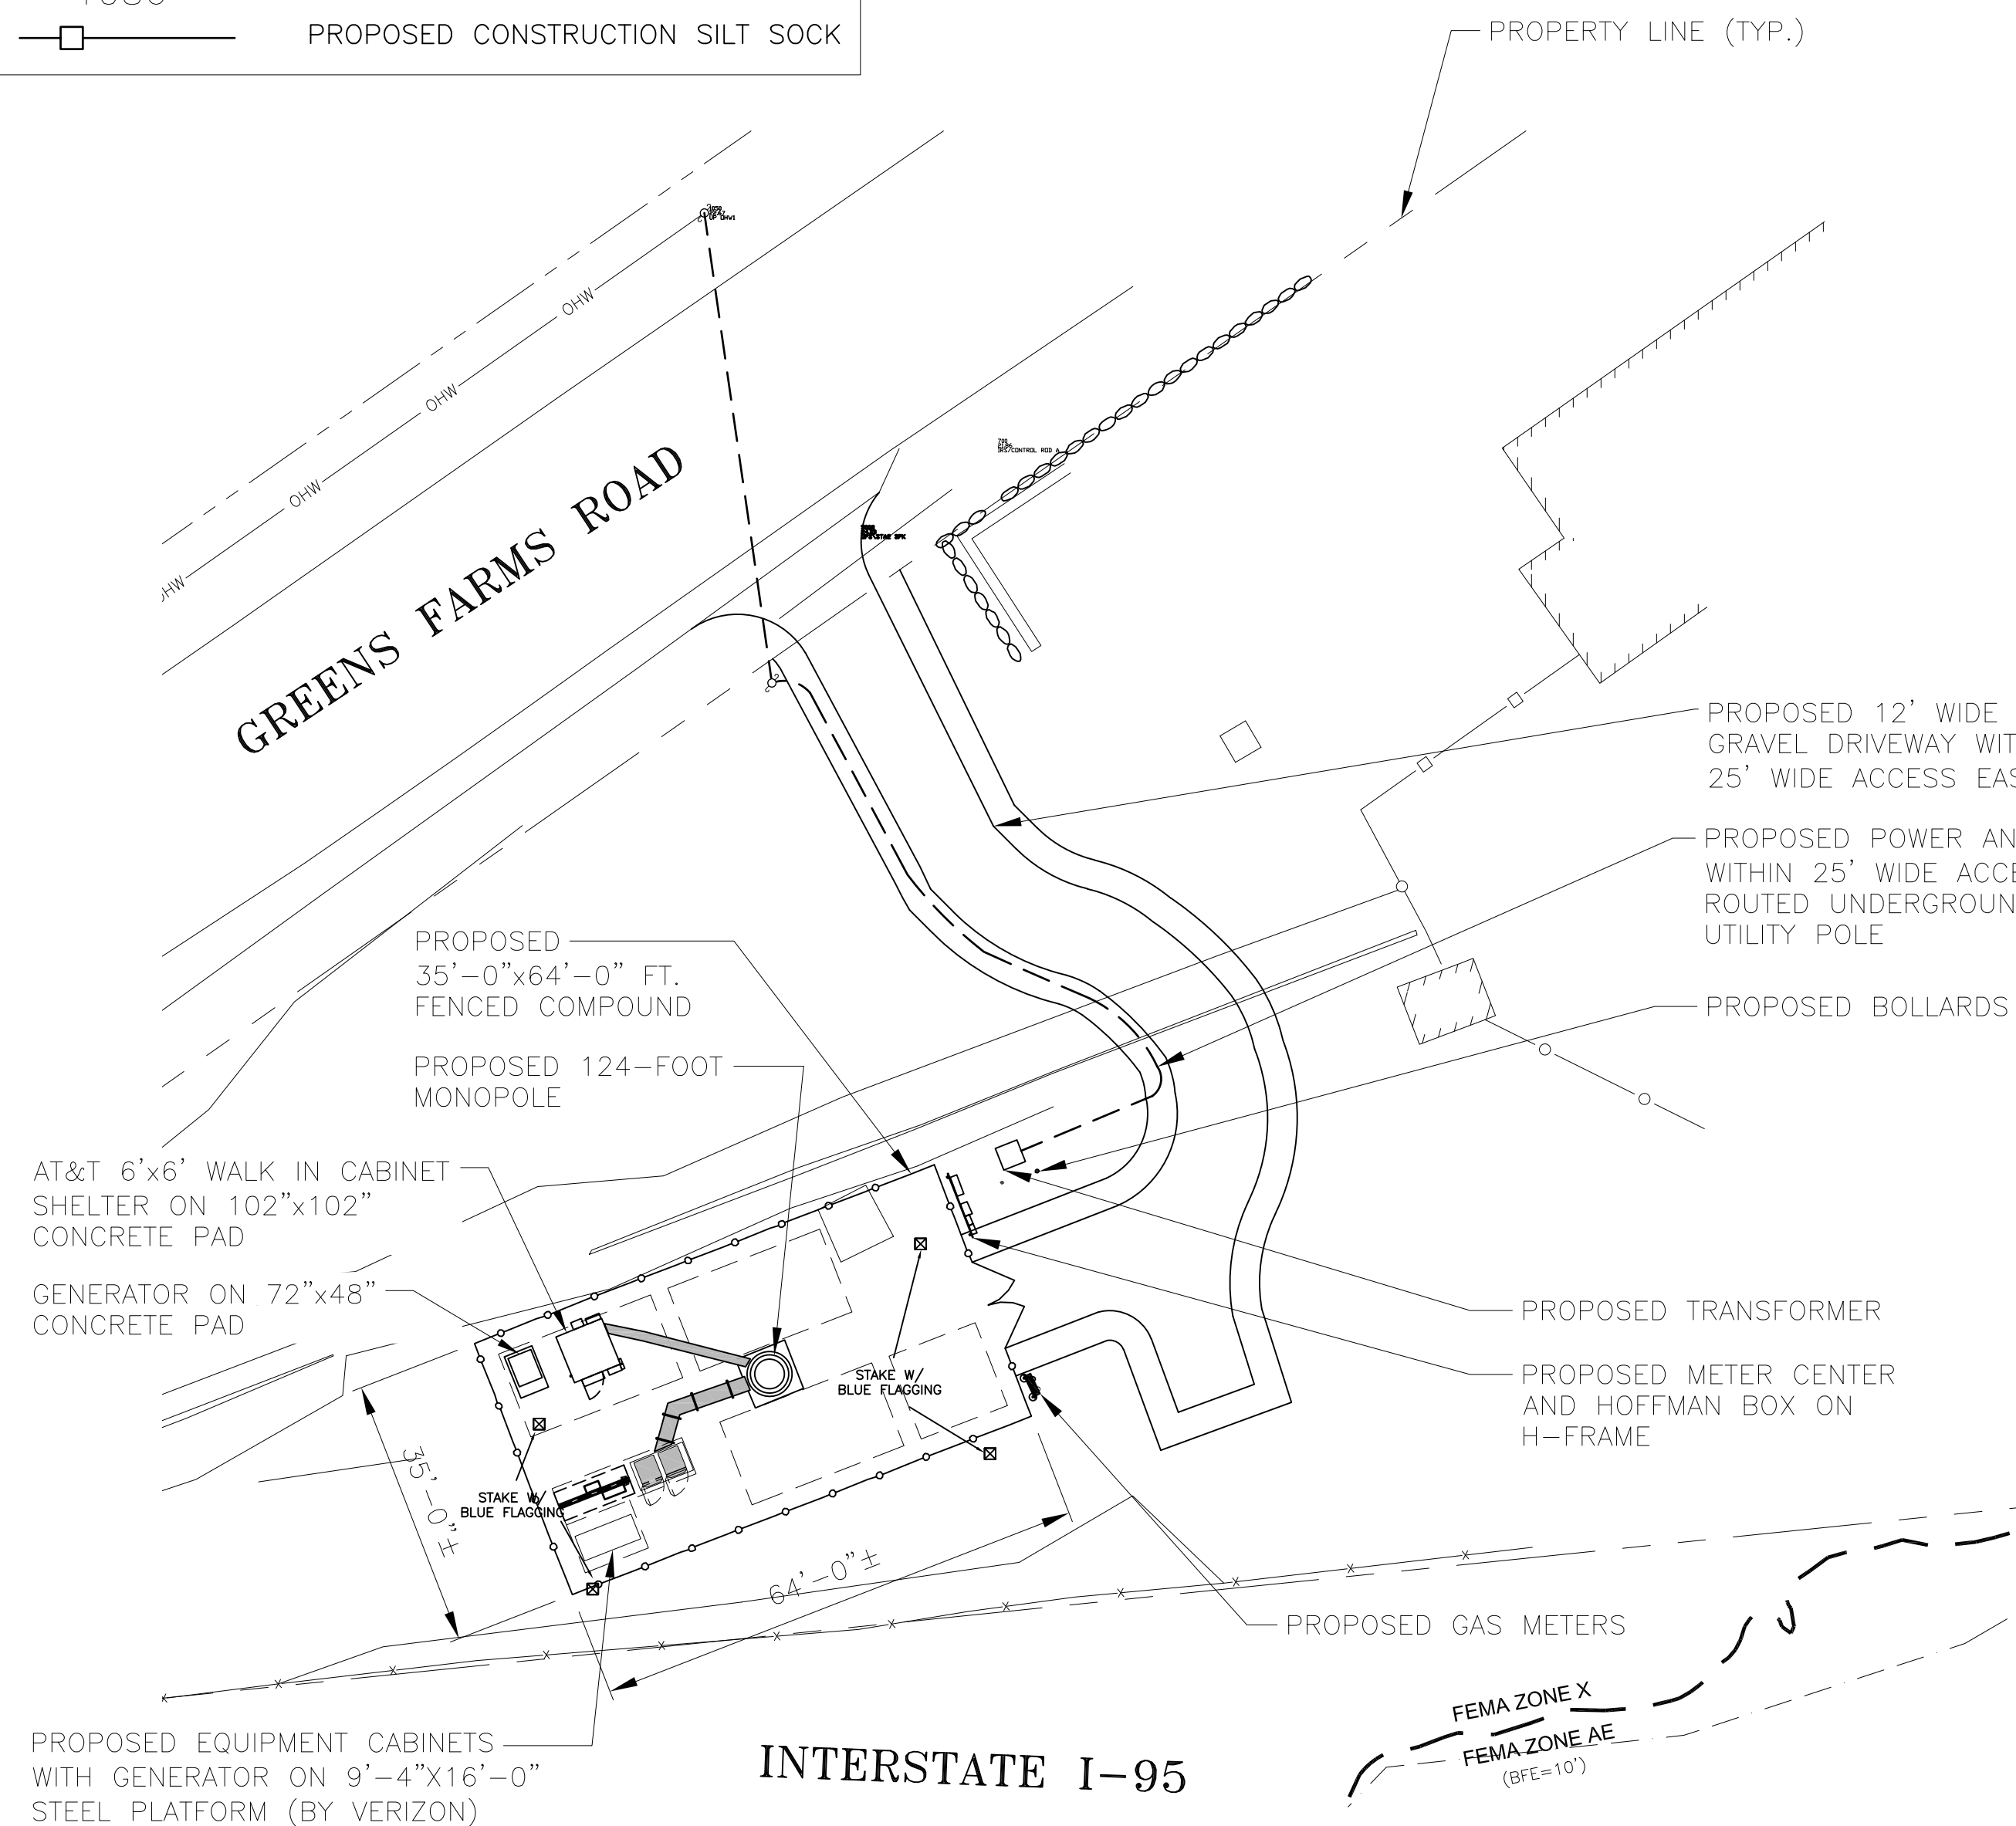 PROPOSED CONSTRUCTION SILT SOCK
PROPERTY LINE (TYP.)
OHW
OHW
OHW
OHW
GREENS FARMS ROAD
PROPOSED 12' WIDE
GRAVEL DRIVEWAY
25' WIDE ACCESS
PROPOSED POWER
WITHIN 25' WIDE
ROUTED
UTILITY POLE
PROPOSED BOLLARDS
PROPOSED
35'-0"x64'-0" FT.
FENCED COMPOUND
PROPOSED 124-FOOT
MONOPOLE
AT&T 6'x6' WALK IN CABINET
SHELTER ON 102"x102"
CONCRETE PAD
GENERATOR ON 72"x48"
CONCRETE PAD
PROPOSED TRANSFORMER
PROPOSED METER CENTER
AND HOFFMAN BOX ON
H-FRAME
STAKE W/
BLUE FLAGGING
STAKE W/
BLUE FLAGGING
35'-0"±
64'-0"±
PROPOSED GAS METERS
FEMA ZONE X
FEMA ZONE AE
(BFE=10')
PROPOSED EQUIPMENT CABINETS
WITH GENERATOR ON 9'-4"X16'-0"
STEEL PLATFORM (BY VERIZON)
INTERSTATE I-95